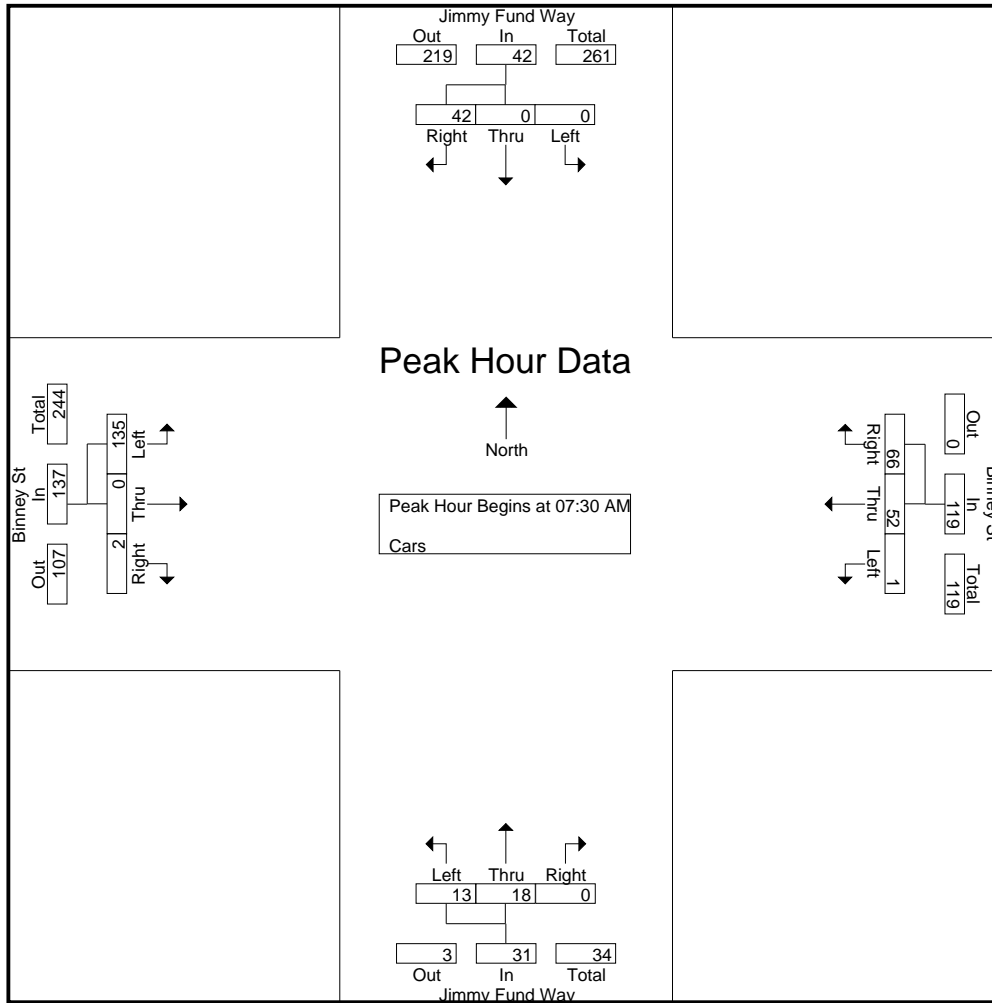 Jimmy Fund Way
Out In Total
219 42 261
42 0 0
Right Thru Left
Peak Hour Data
North
Peak Hour Begins at 07:30 AM
Cars
Binney St
Total In Out
244 137 107
135 0 2
Left Thru Right
Right Thru Left
66 52 1
Out In Total
0 119 119
Binney St
Left Thru Right
13 18 0
3 31 34
Out In Total
Jimmy Fund Way